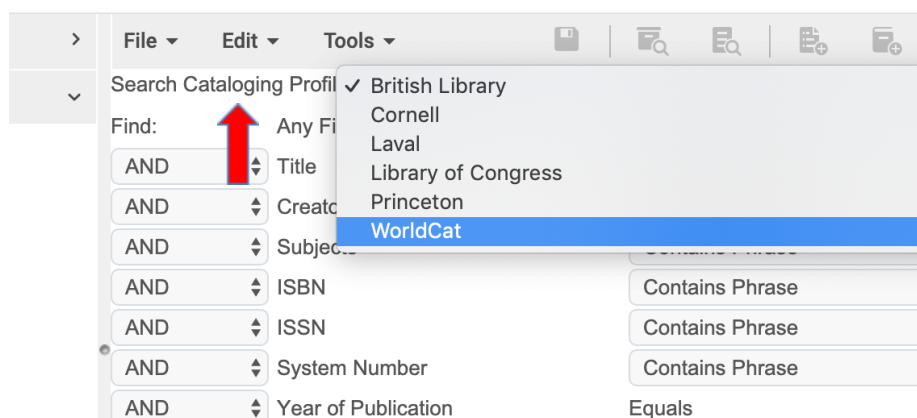 File Edit Tools
Search Cataloging Profil
British Library
Cornell
Laval
Library of Congress
Princeton
WorldCat
Find: Any Fi
AND Title
AND Creato
AND Subjects
AND ISBN Contains Phrase
AND ISSN Contains Phrase
AND System Number Contains Phrase
AND Year of Publication Equals